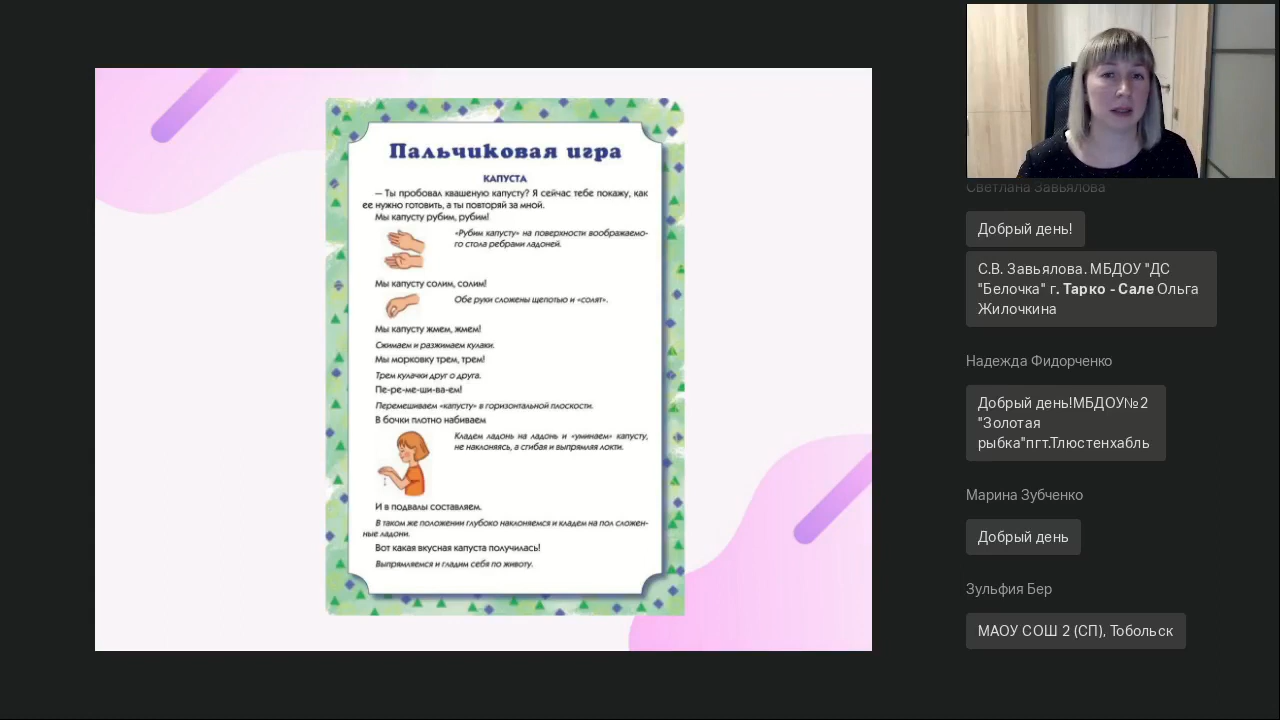 Пальчиковая игра
КАПУСТА
— Ты пробовал квашеную капусту? Я сейчас тебе покажу, как
ее нужно готовить, а ты повторяй за мной.
Мы капусту рубим, рубим!
«Рубим капусту» на поверхности воображаемо-
го стола ребрами ладоней.
Мы капусту солим, солим!
Обе руки сложены щепотью и «солят».
Мы капусту жмем, жмем!
Сжимаем и разжимаем кулаки.
Мы морковку трем, трем!
Трем кулачки друг о друга.
Пе-ре-ме-ши-ва-ем!
Перемешиваем «капусту» в горизонтальной плоскости.
В бочки плотно набиваем
Кладем ладонь на ладонь и «уминаем» капусту,
не наклоняясь, а сгибая и выпрямляя локти.
И в подвалы составляем.
В таком же положении глубоко наклоняемся и кладем на пол сложен-
ные ладони.
Вот какая вкусная капуста получилась!
Выпрямляемся и гладим себя по животу.
Светлана Завьялова
Добрый день!
С.В. Завьялова. МБДОУ "ДС
"Белочка" г. Тарко - Сале Ольга
Жилочкина
Надежда Фидорченко
Добрый день!МБДОУ№2
"Золотая
рыбка"пгт.Тлюстенхабль
Марина Зубченко
Добрый день
Зульфия Бер
МАОУ СОШ 2 (СП), Тобольск